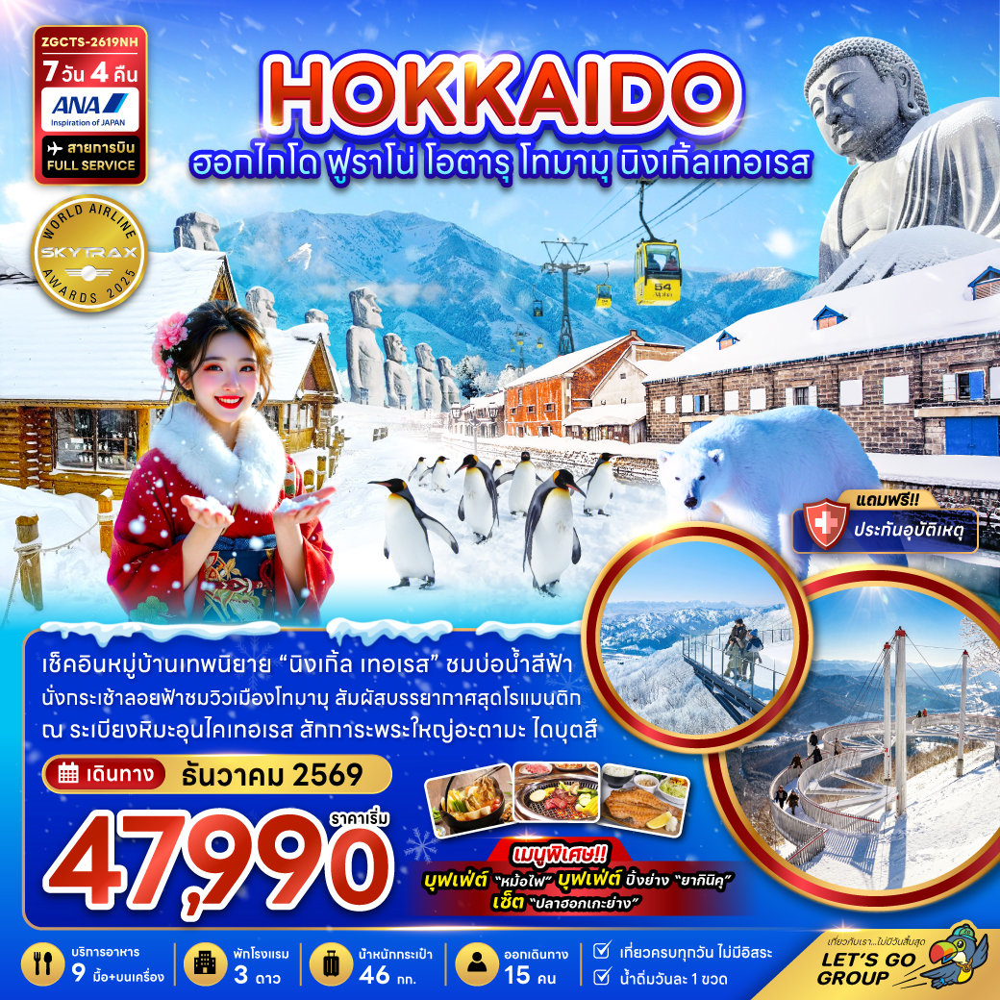 ZGCTS-2619NH
7 วัน 4 คืน
ANA
Inspiration of JAPAN
สายการบิน
FULL SERVICE
WORLD AIRLINE
SKYTRAX
AWARDS 2025
HOKKAIDO
ฮอกไกโด ฟูราโน่ โอตารุ โทมามุ นิงเกิ้ลเทอเรส
54
แถมฟรี!!
ประกันอุบัติเหตุ
เช็คอินหมู่บ้านเทพนิยาย “นิงเกิ้ล เทอเรส” ชมบ่อน้ำสีฟ้า
นั่งกระเช้าลอยฟ้าชมวิวเมืองโทมามุ สัมผัสบรรยากาศสุดโรแมนติก
ณ ระเบียงหิมะอุนไคเทอเรส สักการะพระใหญ่อะตามะ ไดบุตสึ
เดินทาง ธันวาคม 2569
ราคาเริ่ม
47,990
เมนูพิเศษ!!
บุฟเฟ่ต์ “หม้อไฟ” บุฟเฟ่ต์ ปิ้งย่าง “ยากินิคุ”
เซ็ต “ปลาฮอกเกะย่าง”
บริการอาหาร
9 มื้อ+บนเครื่อง
พักโรงแรม
3 ดาว
น้ำหนักกระเป๋า
46 กก.
ออกเดินทาง
15 คน
เที่ยวครบทุกวัน ไม่มีอิสระ
น้ำดื่มวันละ 1 ขวด
เที่ยวกับเรา...ไม่มีวันสิ้นสุด
LET'S GO
GROUP